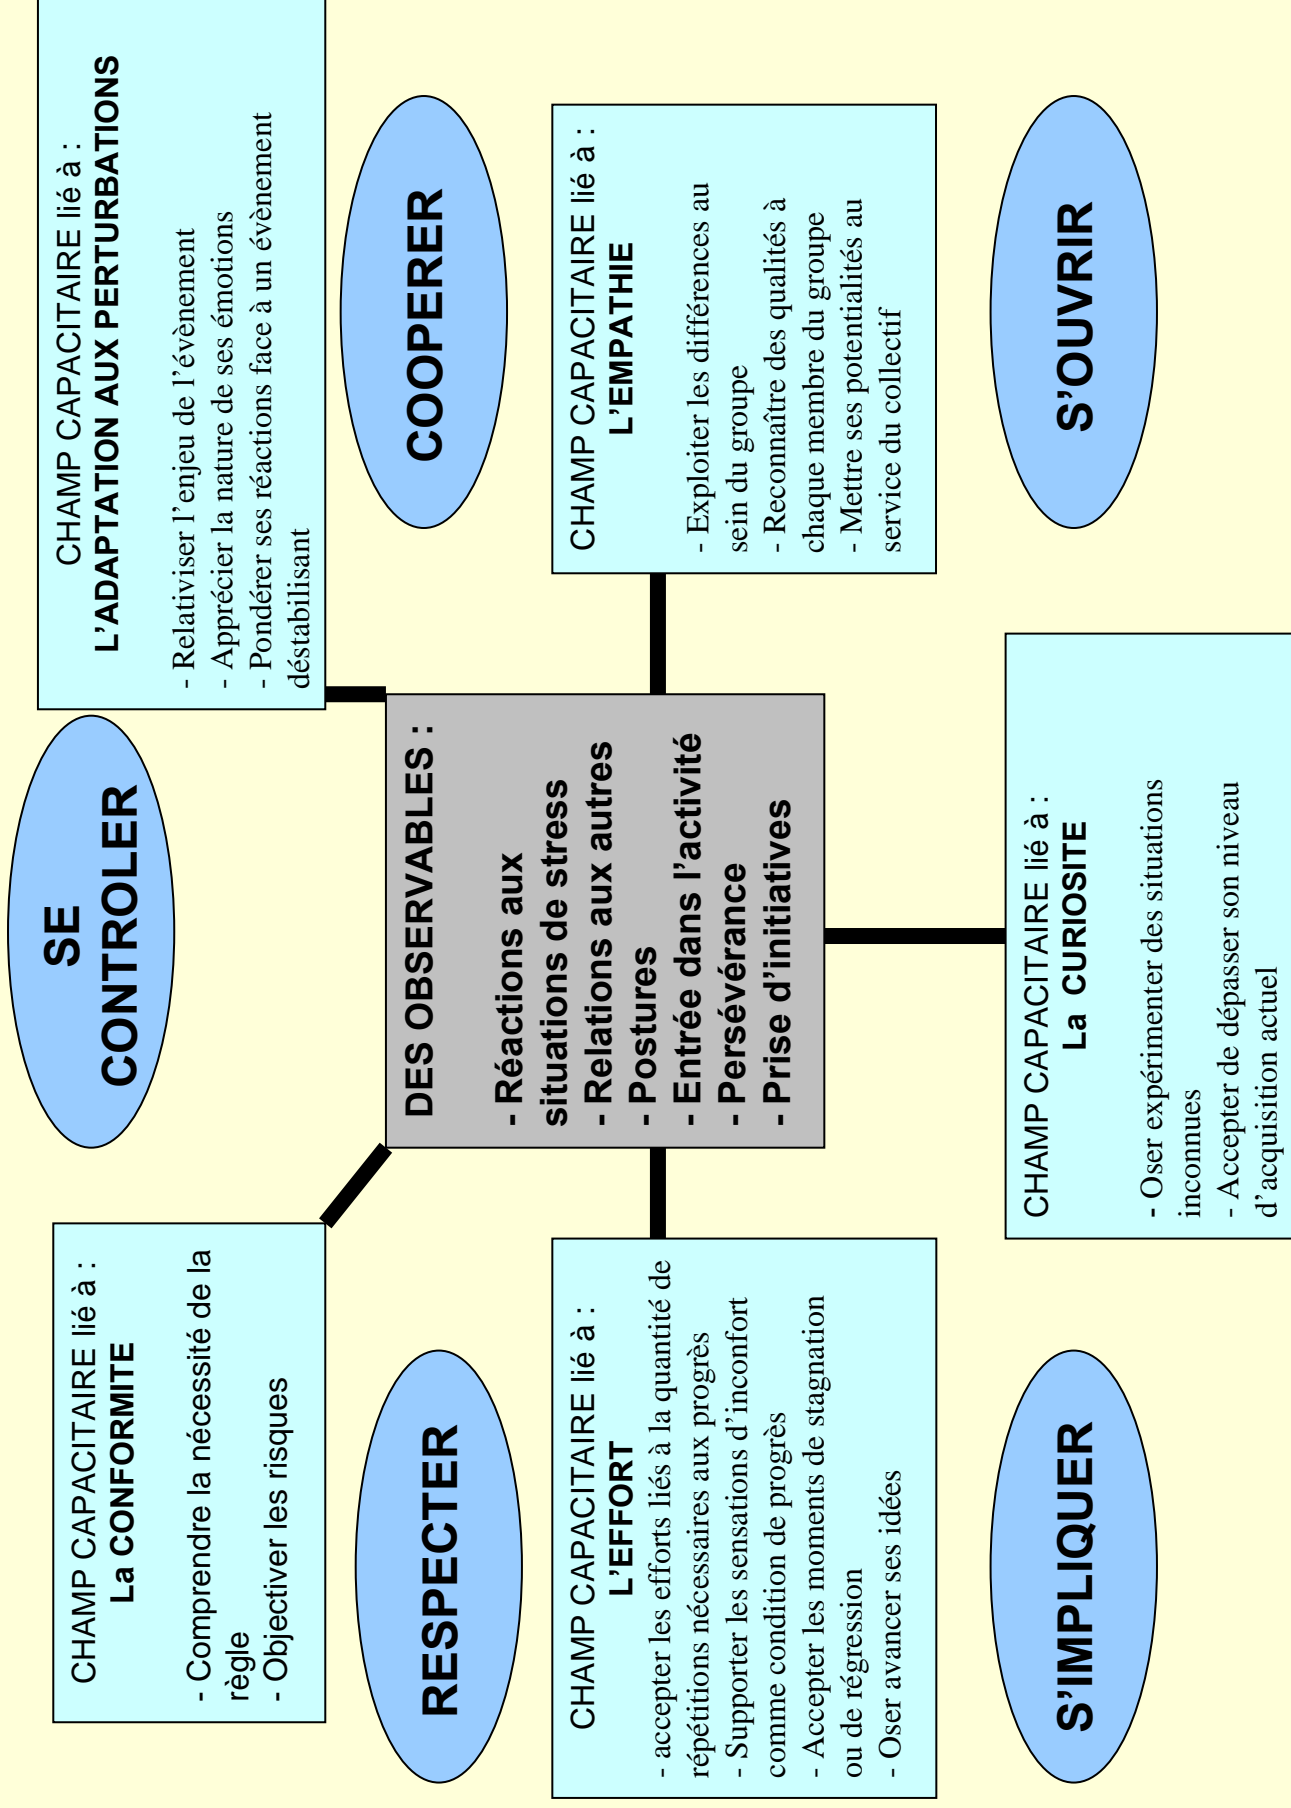 SE
CONTROLER
CHAMP CAPACITAIRE lié à :
La CONFORMITE
- Comprendre la nécessité de la
règle
- Objectiver les risques
CHAMP CAPACITAIRE lié à :
L’ADAPTATION AUX PERTURBATIONS
- Relativiser l’enjeu de l’évènement
- Apprécier la nature de ses émotions
- Pondérer ses réactions face à un évènement
déstabilisant
RESPECTER
COOPERER
DES OBSERVABLES :
- Réactions aux
situations de stress
- Relations aux autres
- Postures
- Entrée dans l’activité
- Persévérance
- Prise d’initiatives
CHAMP CAPACITAIRE lié à :
L’EFFORT
- accepter les efforts liés à la quantité de
répétitions nécessaires aux progrès
- Supporter les sensations d’inconfort
comme condition de progrès
- Accepter les moments de stagnation
ou de régression
- Oser avancer ses idées
CHAMP CAPACITAIRE lié à :
L’EMPATHIE
- Exploiter les différences au
sein du groupe
- Reconnaître des qualités à
chaque membre du groupe
- Mettre ses potentialités au
service du collectif
S’IMPLIQUER
CHAMP CAPACITAIRE lié à :
La CURIOSITE
- Oser expérimenter des situations
inconnues
- Accepter de dépasser son niveau
d’acquisition actuel
S’OUVRIR